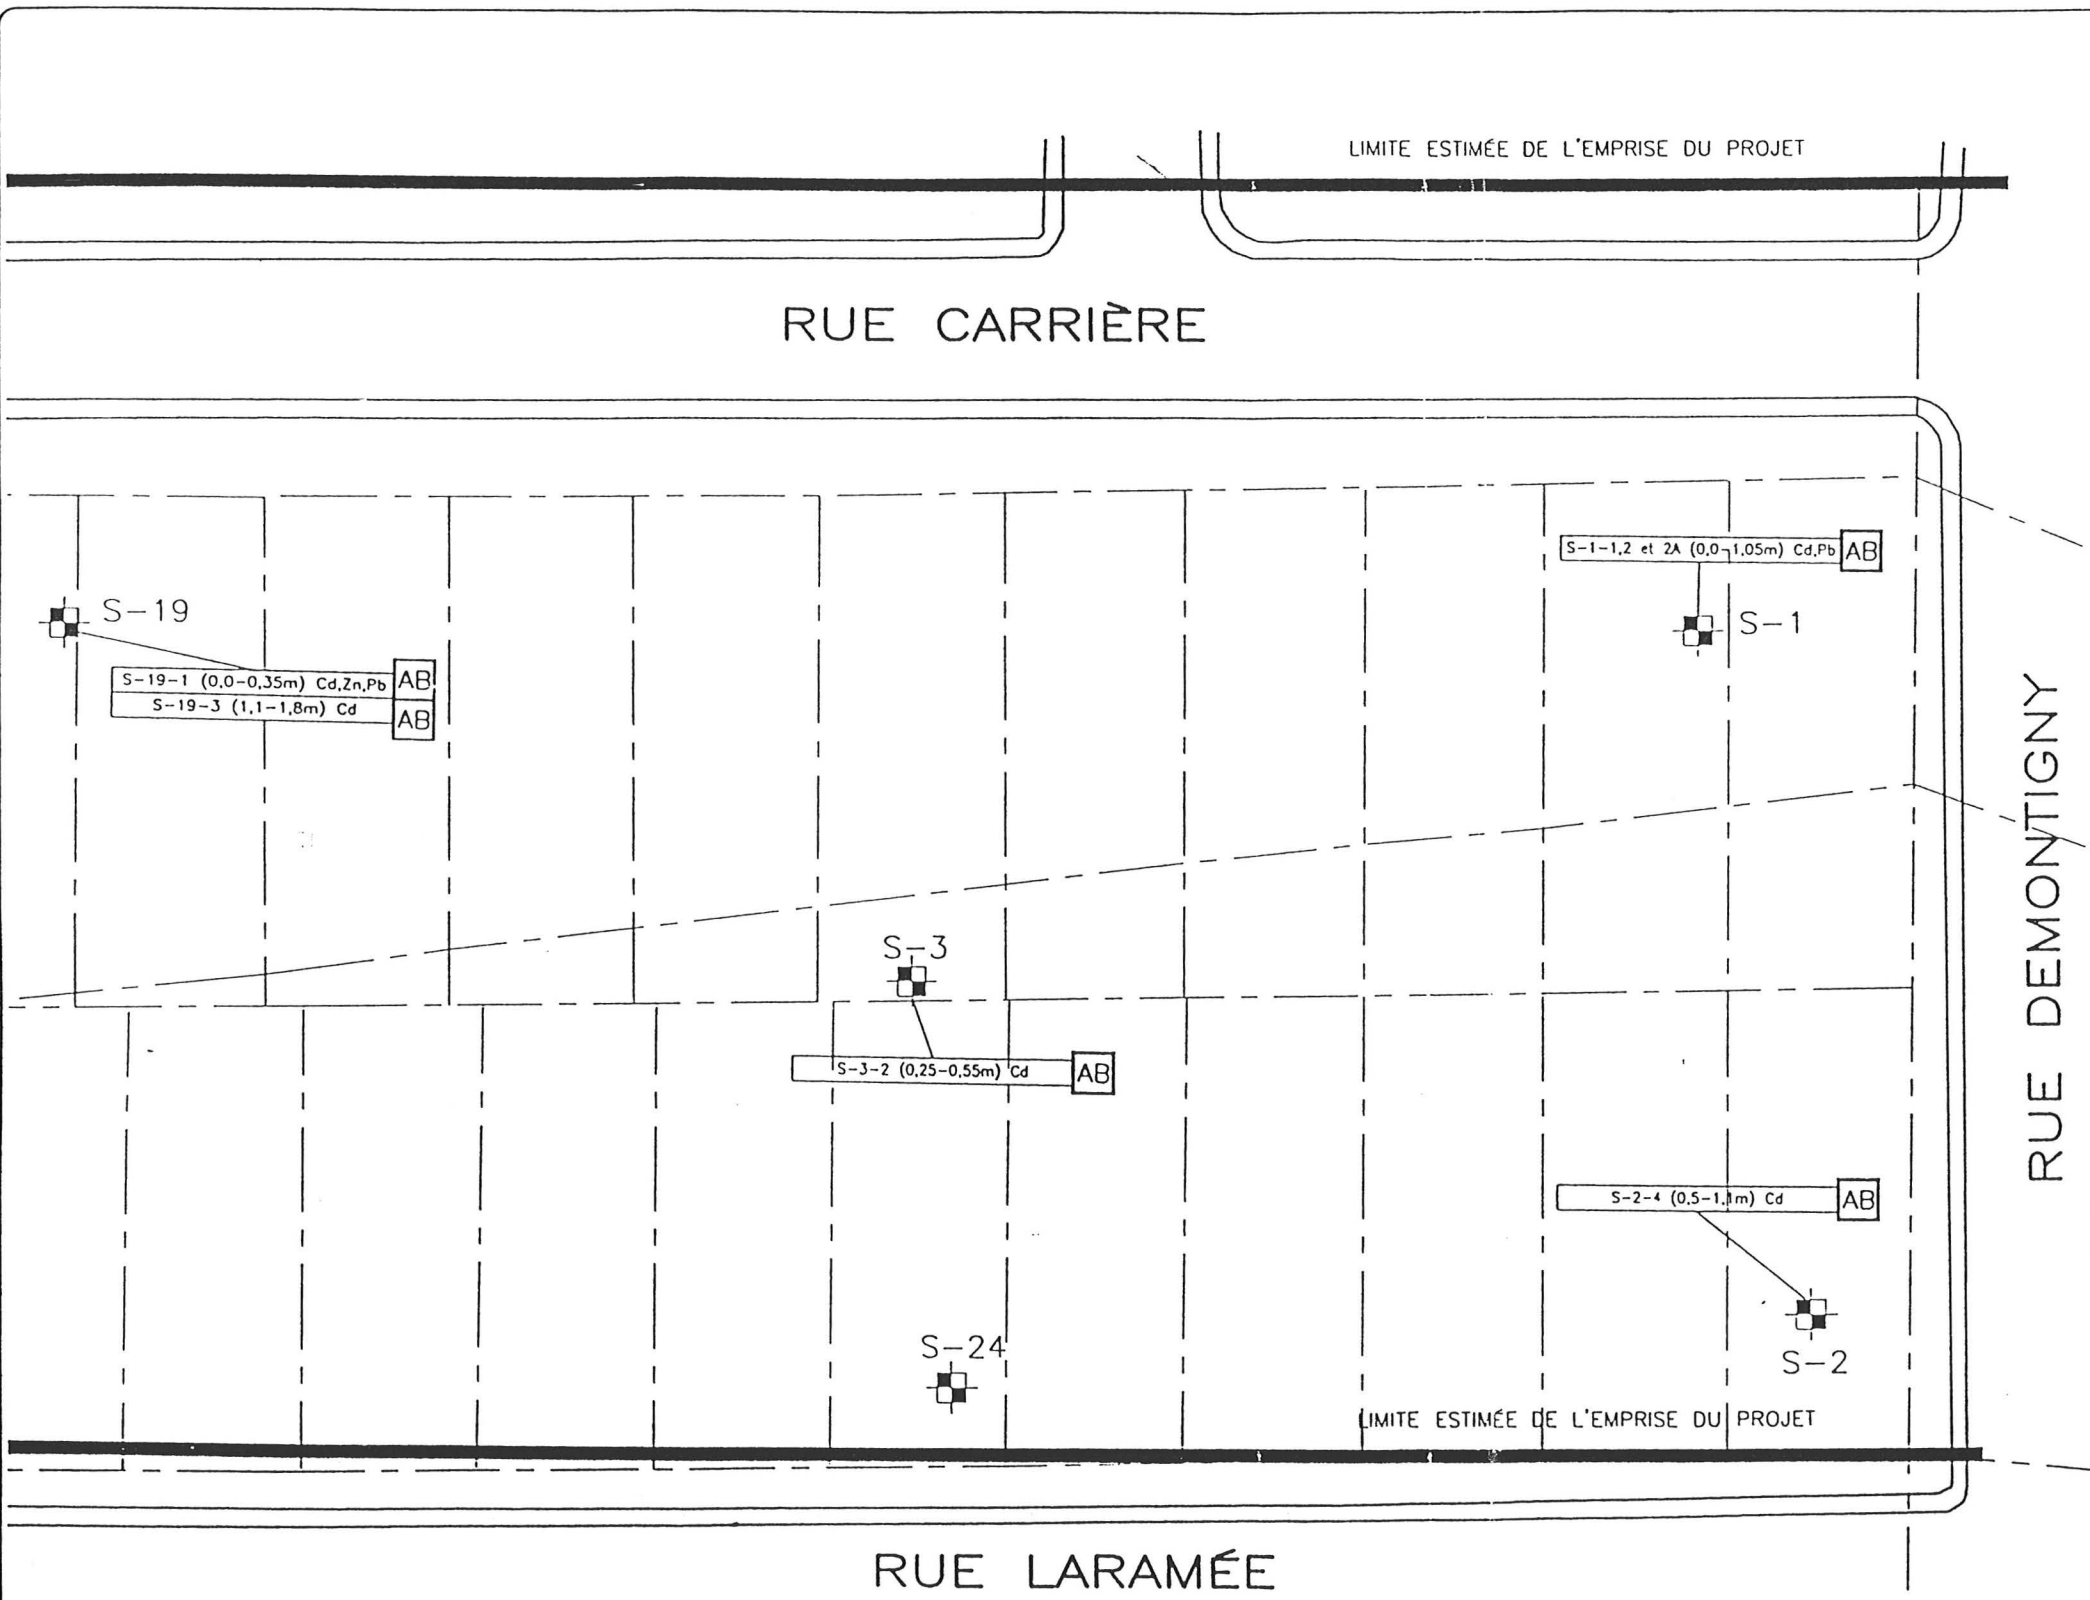 LIMITE ESTIMÉE DE L'EMPRISE DU PROJET
RUE CARRIÈRE
S-1-1,2 et 2A (0,0-1,05m) Cd,Pb AB
S-19
S-1
S-19-1 (0,0-0,35m) Cd,Zn,Pb AB
S-19-3 (1,1-1,8m) Cd AB
RUE DEMONTIGNY
S-3
S-3-2 (0,25-0,55m) Cd AB
S-2-4 (0,5-1,1m) Cd AB
S-24
S-2
LIMITE ESTIMÉE DE L'EMPRISE DU PROJET
RUE LARAMÉE